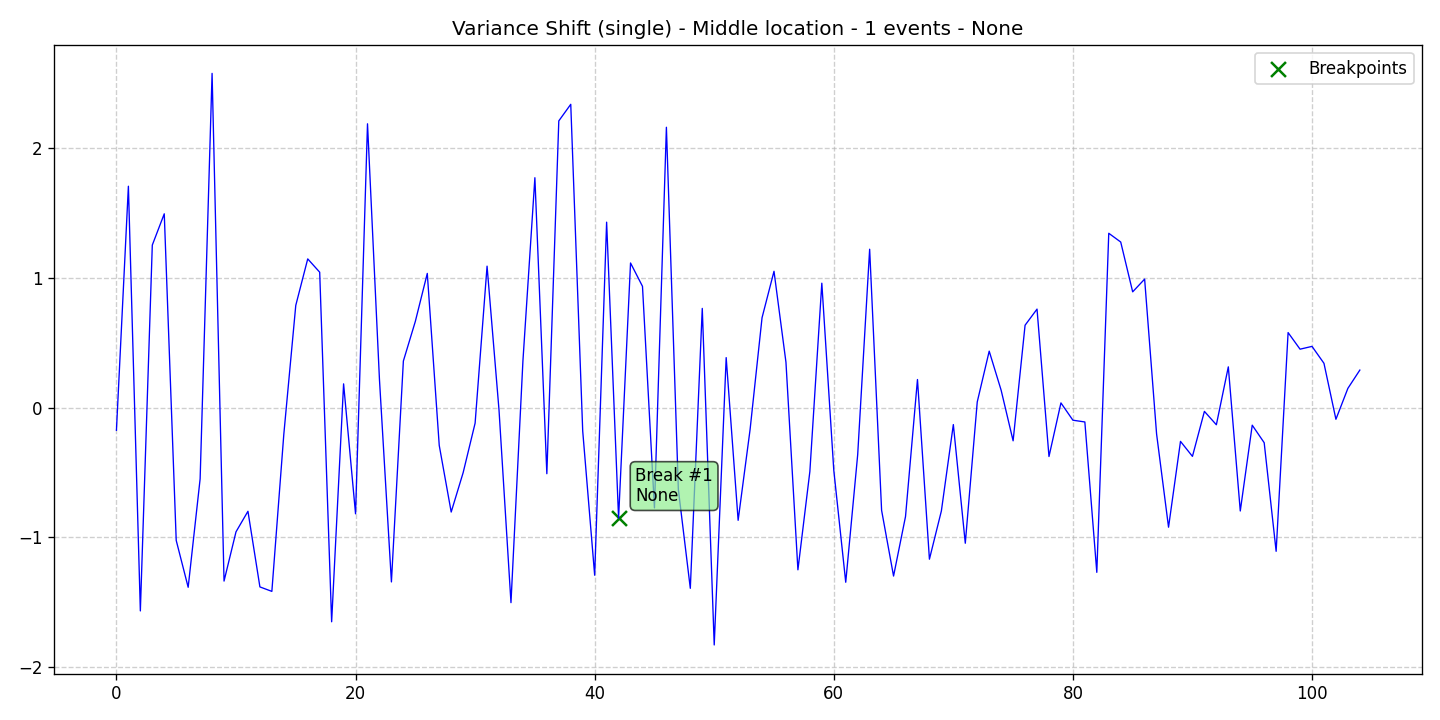 Variance Shift (single) - Middle location - 1 events - None
Breakpoints
2
1
0
−1
−2
Break #1
None
0
20
40
60
80
100